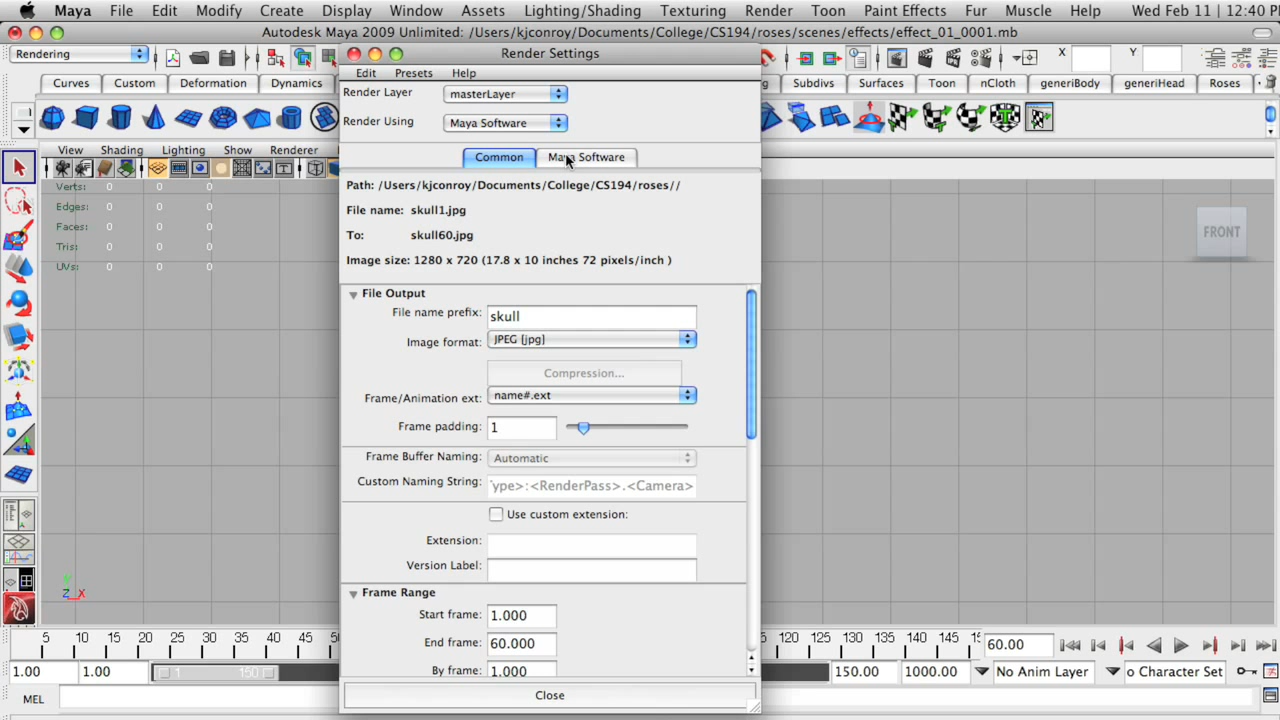 Maya File Edit Modify Create Display Window Assets Lighting/Shading Texturing Render Toon Paint Effects Fur Muscle Help Wed Feb 11 12:40 P
Autodesk Maya 2009 Unlimited: /Users/kjconroy/Documents/College/CS194/roses/scenes/effects/effect_01_0001.mb
Rendering X Y
Render Settings
Edit Presets Help
Curves Custom Deformation Dynamics Subdivs Surfaces Toon nCloth generiBody generiHead Roses
Render Layer masterLayer
Render Using Maya Software
View Shading Lighting Show Renderer
Common Maya Software
Path: /Users/kjconroy/Documents/College/CS194/roses//
File name: skull1.jpg
To: skull60.jpg
Image size: 1280 x 720 (17.8 x 10 inches 72 pixels/inch )
Verts: 0 0 0
Edges: 0 0 0
Faces: 0 0 0
Tris: 0 0 0
UVs: 0 0 0
FRONT
File Output
File name prefix: skull
Image format: JPEG [jpg]
Compression...
Frame/Animation ext: name#.ext
Frame padding: 1
Frame Buffer Naming: Automatic
Custom Naming String: ype>:<RenderPass>.<Camera>
Use custom extension:
Extension:
Version Label:
Frame Range
Start frame: 1.000
End frame: 60.000
By frame: 1.000
Close
y
z x
5 10 15 20 25 30 35 40 45 50 120 125 130 135 140 145 60.00
1.00 1.00 1 150 150.00 1000.00 No Anim Layer o Character Set
MEL